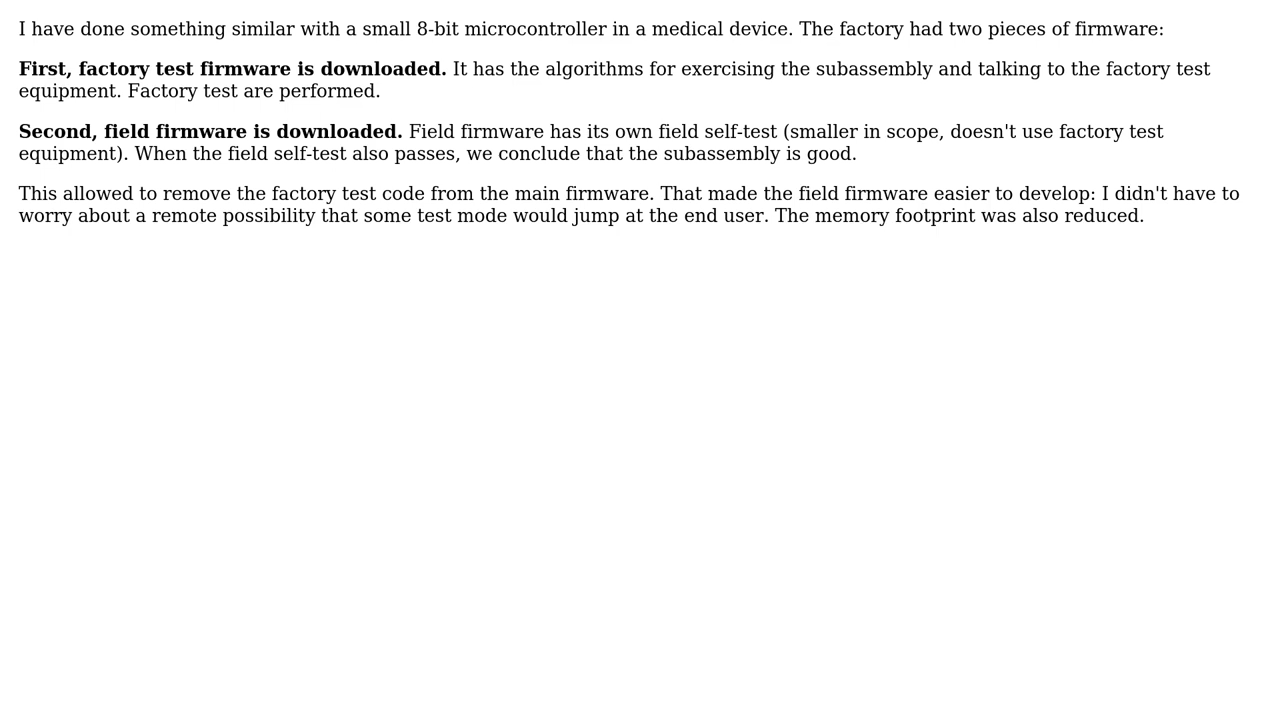 I have done something similar with a small 8-bit microcontroller in a medical device. The factory had two pieces of firmware:
First, factory test firmware is downloaded. It has the algorithms for exercising the subassembly and talking to the factory test
equipment. Factory test are performed.
Second, field firmware is downloaded. Field firmware has its own field self-test (smaller in scope, doesn't use factory test
equipment). When the field self-test also passes, we conclude that the subassembly is good.
This allowed to remove the factory test code from the main firmware. That made the field firmware easier to develop: I didn't have to
worry about a remote possibility that some test mode would jump at the end user. The memory footprint was also reduced.